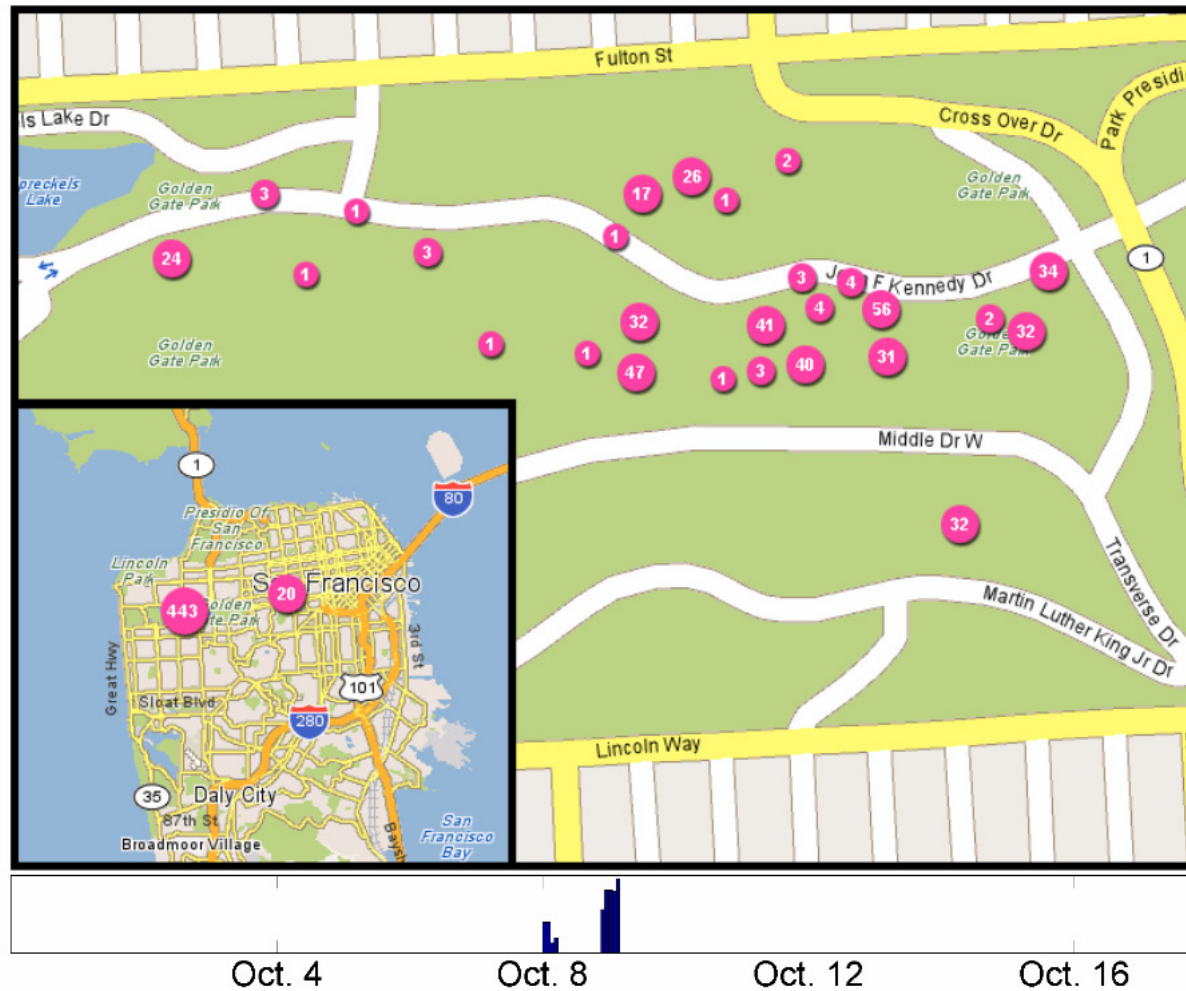 Fulton St
ls Lake Dr
Cross Over Dr
Park Presidi
preckels
Lake
Golden
Gate Park
Golden
Gate Park
2
26
17
1
3
1
1
3
24
1
3
4
John F Kennedy Dr
34
1
4
56
32
41
2
32
Golden
Gate Park
Golden
Gate Park
1
1
47
1
3
40
31
Middle Dr W
32
Transverse Dr
Martin Luther King Jr Dr
Lincoln Way
1
80
Presidio Of
San
Francisco
Lincoln
Park
San Francisco
20
443
Golden
Gate Park
Great Hwy
3rd St
101
Sloat Blvd
280
35
Daly City
87th St
Broadmoor Village
Baysh
San
Francisco
Bay
Oct. 4
Oct. 8
Oct. 12
Oct. 16